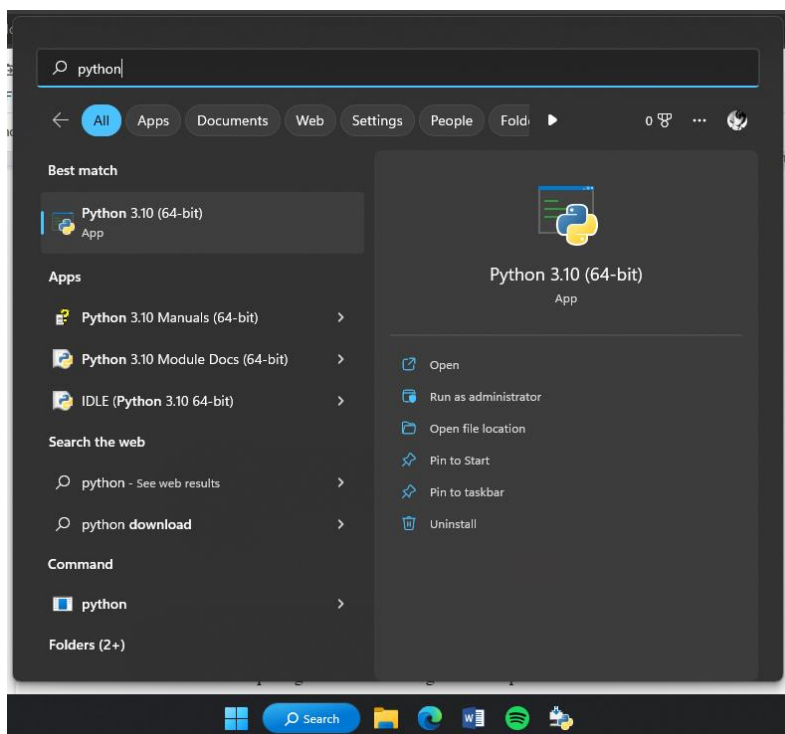 python
All Apps Documents Web Settings People Fold 0 ...
Best match
Python 3.10 (64-bit)
App
Apps
Python 3.10 Manuals (64-bit)
Python 3.10 Module Docs (64-bit)
IDLE (Python 3.10 64-bit)
Search the web
python - See web results
python download
Command
python
Folders (2+)
Python 3.10 (64-bit)
App
Open
Run as administrator
Open file location
Pin to Start
Pin to taskbar
Uninstall
Search
W